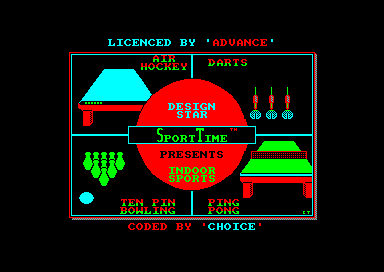 LICENCED BY 'ADVANCE'
AIR
HOCKEY
DARTS
DESIGN
STAR
SPORTTIME™
PRESENTS
INDOOR
SPORTS
TEN PIN
BOWLING
PING
PONG
CODED BY 'CHOICE'